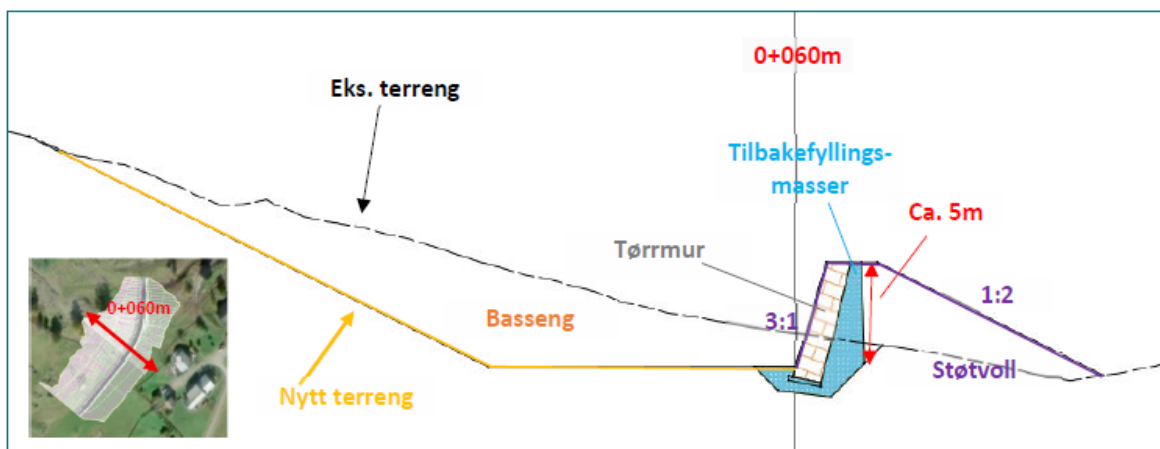 0+060m
Eks. terreng
Tilbakefyllings-
masser
Ca. 5m
Tørrmur
0+060m
1:2
Basseng
3:1
Støtvoll
Nytt terreng